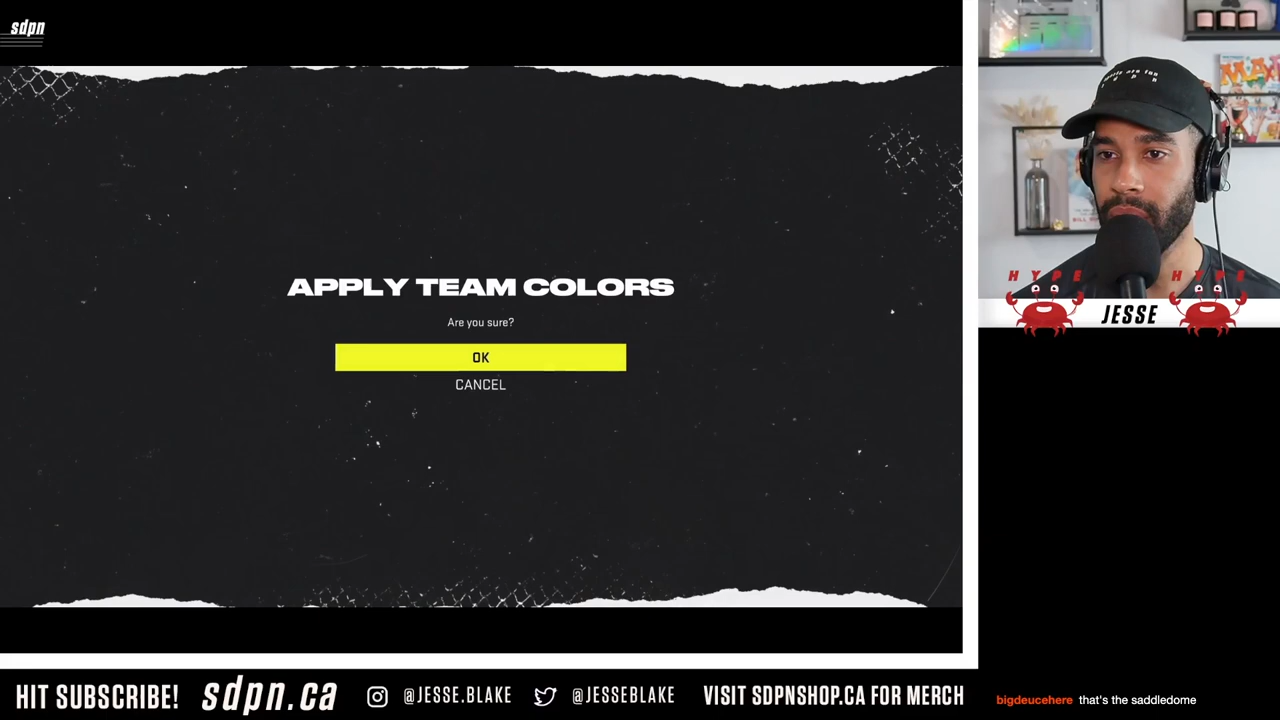 sdpn
APPLY TEAM COLORS
Are you sure?
OK
CANCEL
HYPE
HYPE
JESSE
HIT SUBSCRIBE!
sdpn.ca
@JESSE.BLAKE
@JESSEBLAKE
VISIT SDPNSHOP.CA FOR MERCH
bigdeucehere that's the saddledome